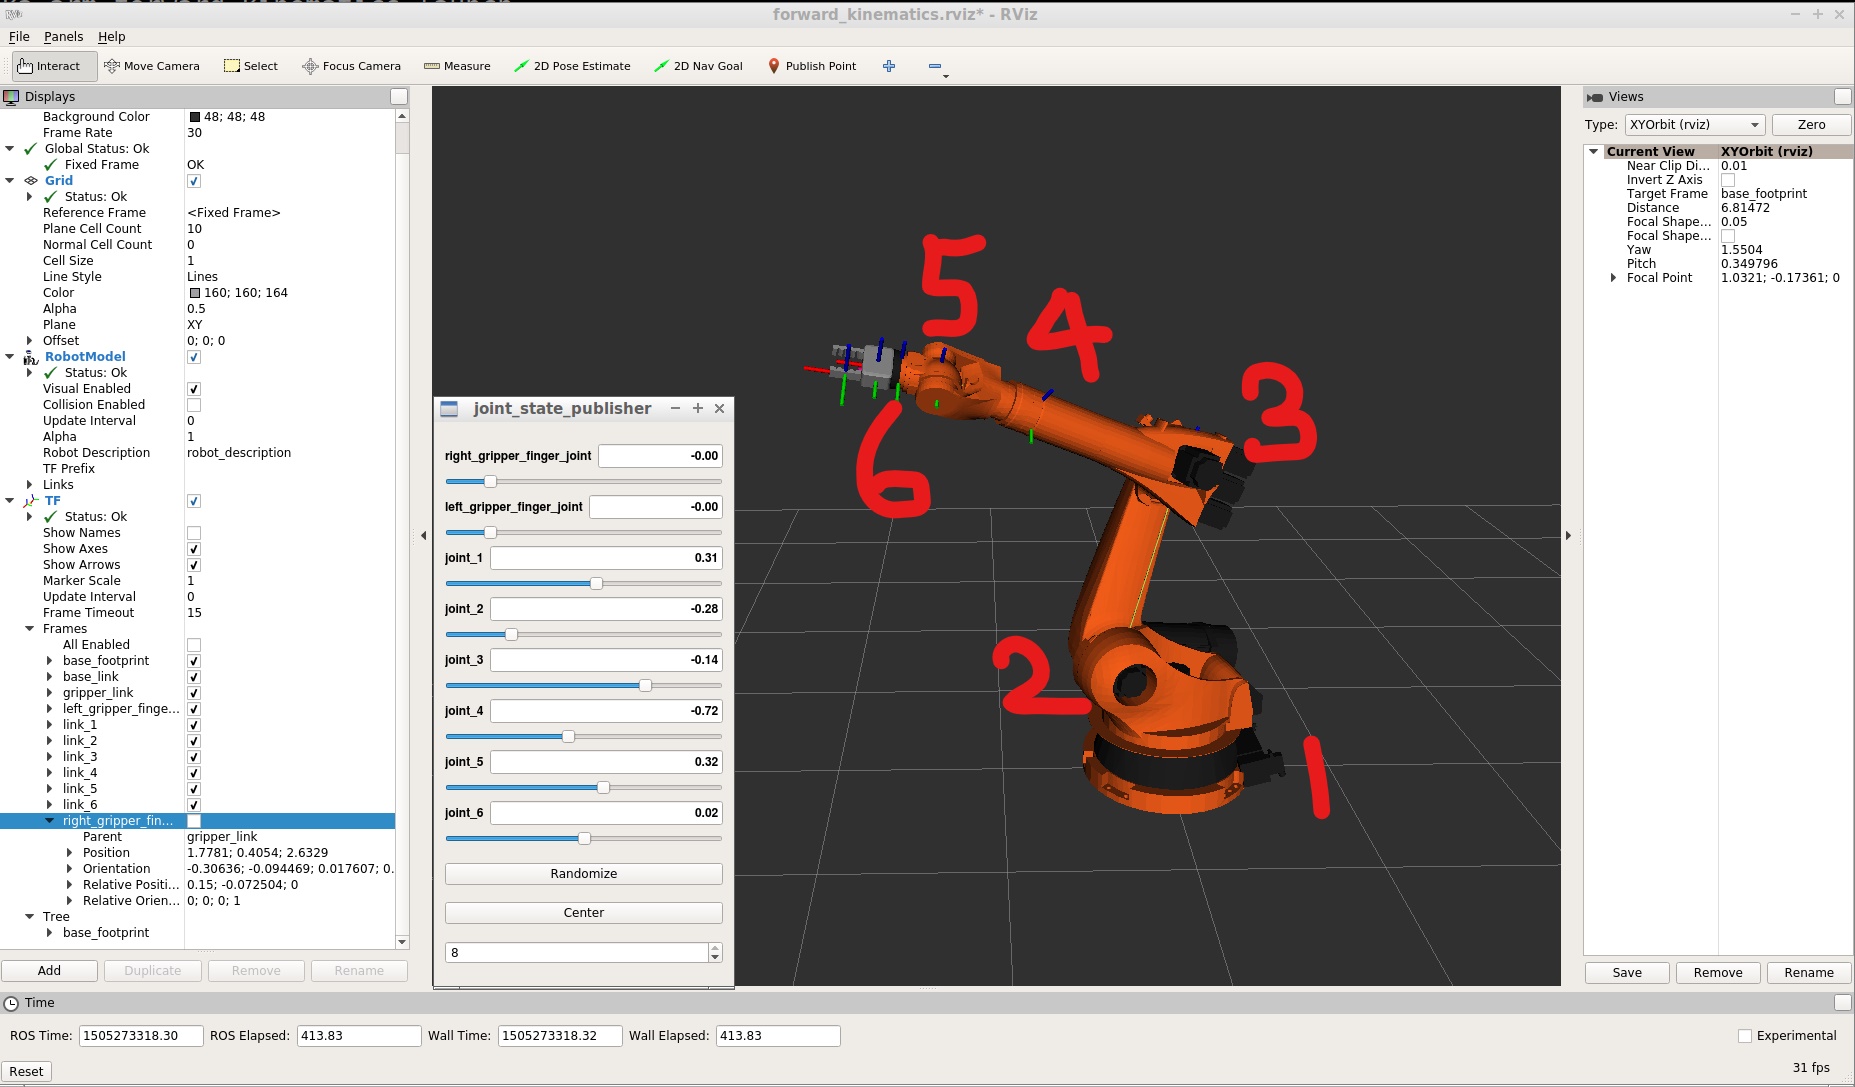 forward_kinematics.rviz* - RViz
File Panels Help
Interact Move Camera Select Focus Camera Measure 2D Pose Estimate 2D Nav Goal Publish Point
Displays
Background Color 48; 48; 48
Frame Rate 30
Global Status: Ok
Fixed Frame OK
Grid
Status: Ok
Reference Frame <Fixed Frame>
Plane Cell Count 10
Normal Cell Count 0
Cell Size 1
Line Style Lines
Color 160; 160; 164
Alpha 0.5
Plane XY
Offset 0; 0; 0
RobotModel
Status: Ok
Visual Enabled
Collision Enabled
Update Interval 0
Alpha 1
Robot Description robot_description
TF Prefix
Links
TF
Status: Ok
Show Names
Show Axes
Show Arrows
Marker Scale 1
Update Interval 0
Frame Timeout 15
Frames
All Enabled
base_footprint
base_link
gripper_link
left_gripper_finge...
link_1
link_2
link_3
link_4
link_5
link_6
right_gripper_fin...
Parent gripper_link
Position 1.7781; 0.4054; 2.6329
Orientation -0.30636; -0.094469; 0.017607; 0.
Relative Positi... 0.15; -0.072504; 0
Relative Orien... 0; 0; 0; 1
Tree
base_footprint
Add Duplicate Remove Rename
joint_state_publisher
right_gripper_finger_joint -0.00
left_gripper_finger_joint -0.00
joint_1 0.31
joint_2 -0.28
joint_3 -0.14
joint_4 -0.72
joint_5 0.32
joint_6 0.02
Randomize
Center
8
5
4
3
6
2
1
Views
Type: XYOrbit (rviz) Zero
Current View XYOrbit (rviz)
Near Clip Di... 0.01
Invert Z Axis
Target Frame base_footprint
Distance 6.81472
Focal Shape... 0.05
Focal Shape...
Yaw 1.5504
Pitch 0.349796
Focal Point 1.0321; -0.17361; 0
Save Remove Rename
Time
ROS Time: 1505273318.30 ROS Elapsed: 413.83 Wall Time: 1505273318.32 Wall Elapsed: 413.83 Experimental
Reset 31 fps